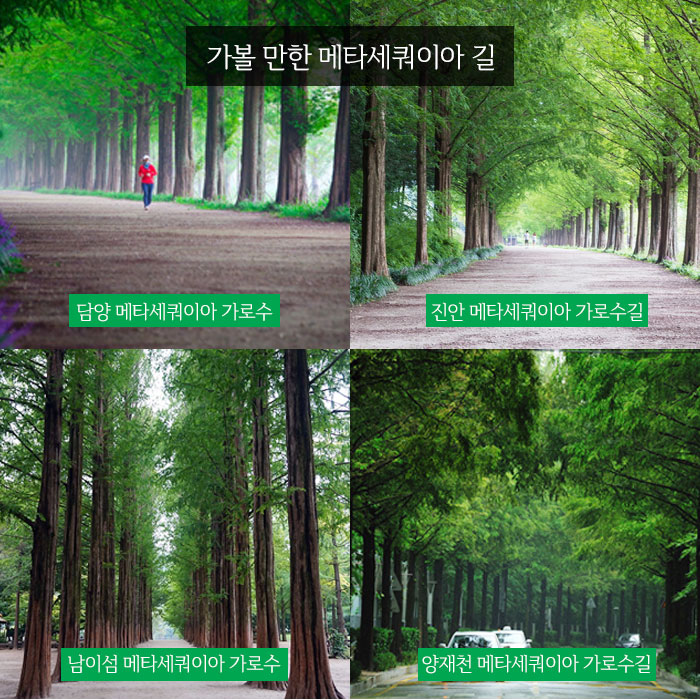 가볼 만한 메타세쿼이아 길
담양 메타세쿼이아 가로수
진안 메타세쿼이아 가로수길
남이섬 메타세쿼이아 가로수
양재천 메타세쿼이아 가로수길